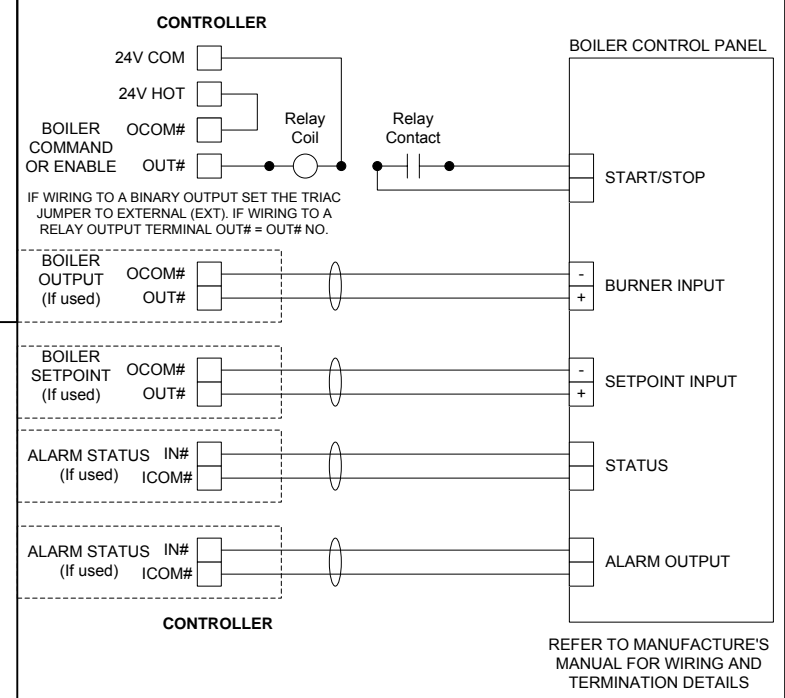 CONTROLLER
24V COM
24V HOT
BOILER
COMMAND
OR ENABLE
OCOM#
OUT#
Relay
Coil
Relay
Contact
BOILER CONTROL PANEL
START/STOP
IF WIRING TO A BINARY OUTPUT SET THE TRIAC
JUMPER TO EXTERNAL (EXT). IF WIRING TO A
RELAY OUTPUT TERMINAL OUT# = OUT# NO.
BOILER
OUTPUT
(If used)
OCOM#
OUT#
-
+
BURNER INPUT
BOILER
SETPOINT
(If used)
OCOM#
OUT#
-
+
SETPOINT INPUT
ALARM STATUS
(If used)
IN#
ICOM#
STATUS
ALARM STATUS
(If used)
IN#
ICOM#
ALARM OUTPUT
CONTROLLER
REFER TO MANUFACTURE'S
MANUAL FOR WIRING AND
TERMINATION DETAILS